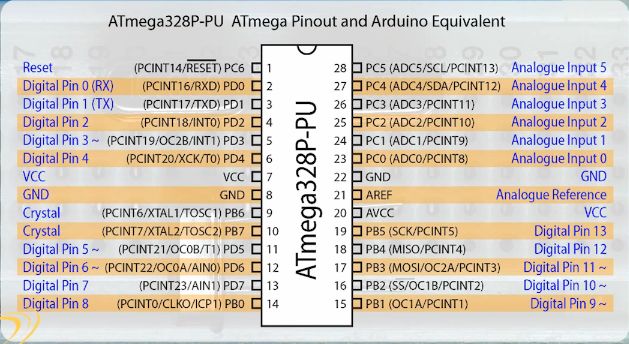 ATmega328P-PU ATmega Pinout and Arduino Equivalent
Reset (PCINT14/RESET) PC6 1 28 PC5 (ADC5/SCL/PCINT13) Analogue Input 5
Digital Pin 0 (RX) (PCINT16/RXD) PD0 2 27 PC4 (ADC4/SDA/PCINT12) Analogue Input 4
Digital Pin 1 (TX) (PCINT17/TXD) PD1 3 26 PC3 (ADC3/PCINT11) Analogue Input 3
Digital Pin 2 (PCINT18/INT0) PD2 4 25 PC2 (ADC2/PCINT10) Analogue Input 2
Digital Pin 3 ~ (PCINT19/OC2B/INT1) PD3 5 24 PC1 (ADC1/PCINT9) Analogue Input 1
Digital Pin 4 (PCINT20/XCK/T0) PD4 6 23 PC0 (ADC0/PCINT8) Analogue Input 0
VCC VCC 7 22 GND GND
GND GND 8 21 AREF Analogue Reference
Crystal (PCINT6/XTAL1/TOSC1) PB6 9 20 AVCC VCC
Crystal (PCINT7/XTAL2/TOSC2) PB7 10 19 PB5 (SCK/PCINT5) Digital Pin 13
Digital Pin 5 ~ (PCINT21/OC0B/T1) PD5 11 18 PB4 (MISO/PCINT4) Digital Pin 12
Digital Pin 6 ~ (PCINT22/OC0A/AIN0) PD6 12 17 PB3 (MOSI/OC2A/PCINT3) Digital Pin 11 ~
Digital Pin 7 (PCINT23/AIN1) PD7 13 16 PB2 (SS/OC1B/PCINT2) Digital Pin 10 ~
Digital Pin 8 (PCINT0/CLKO/ICP1) PB0 14 15 PB1 (OC1A/PCINT1) Digital Pin 9 ~
ATmega328P-PU